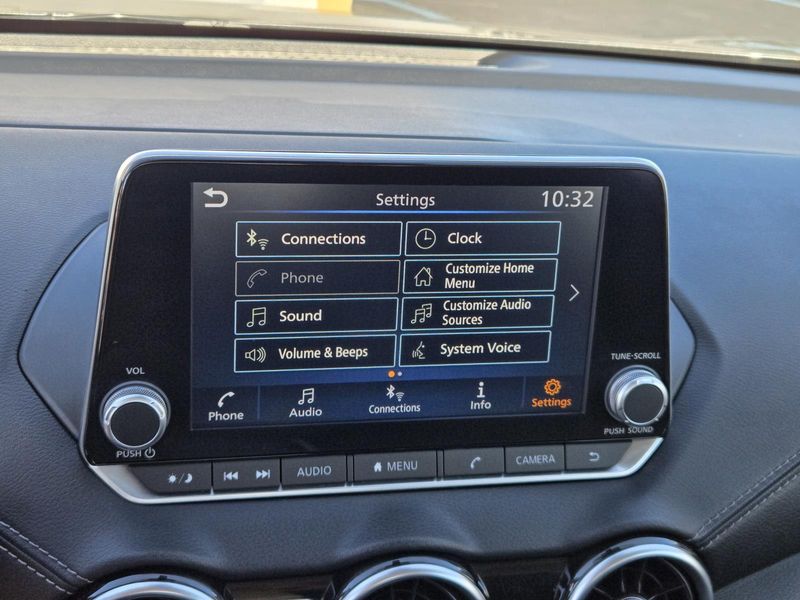 Settings 10:32
Connections Clock
Phone Customize Home
Menu
Sound Customize Audio
Sources
Volume & Beeps System Voice
Phone Audio Connections Info Settings
VOL
PUSH
TUNE·SCROLL
PUSH SOUND
AUDIO MENU CAMERA